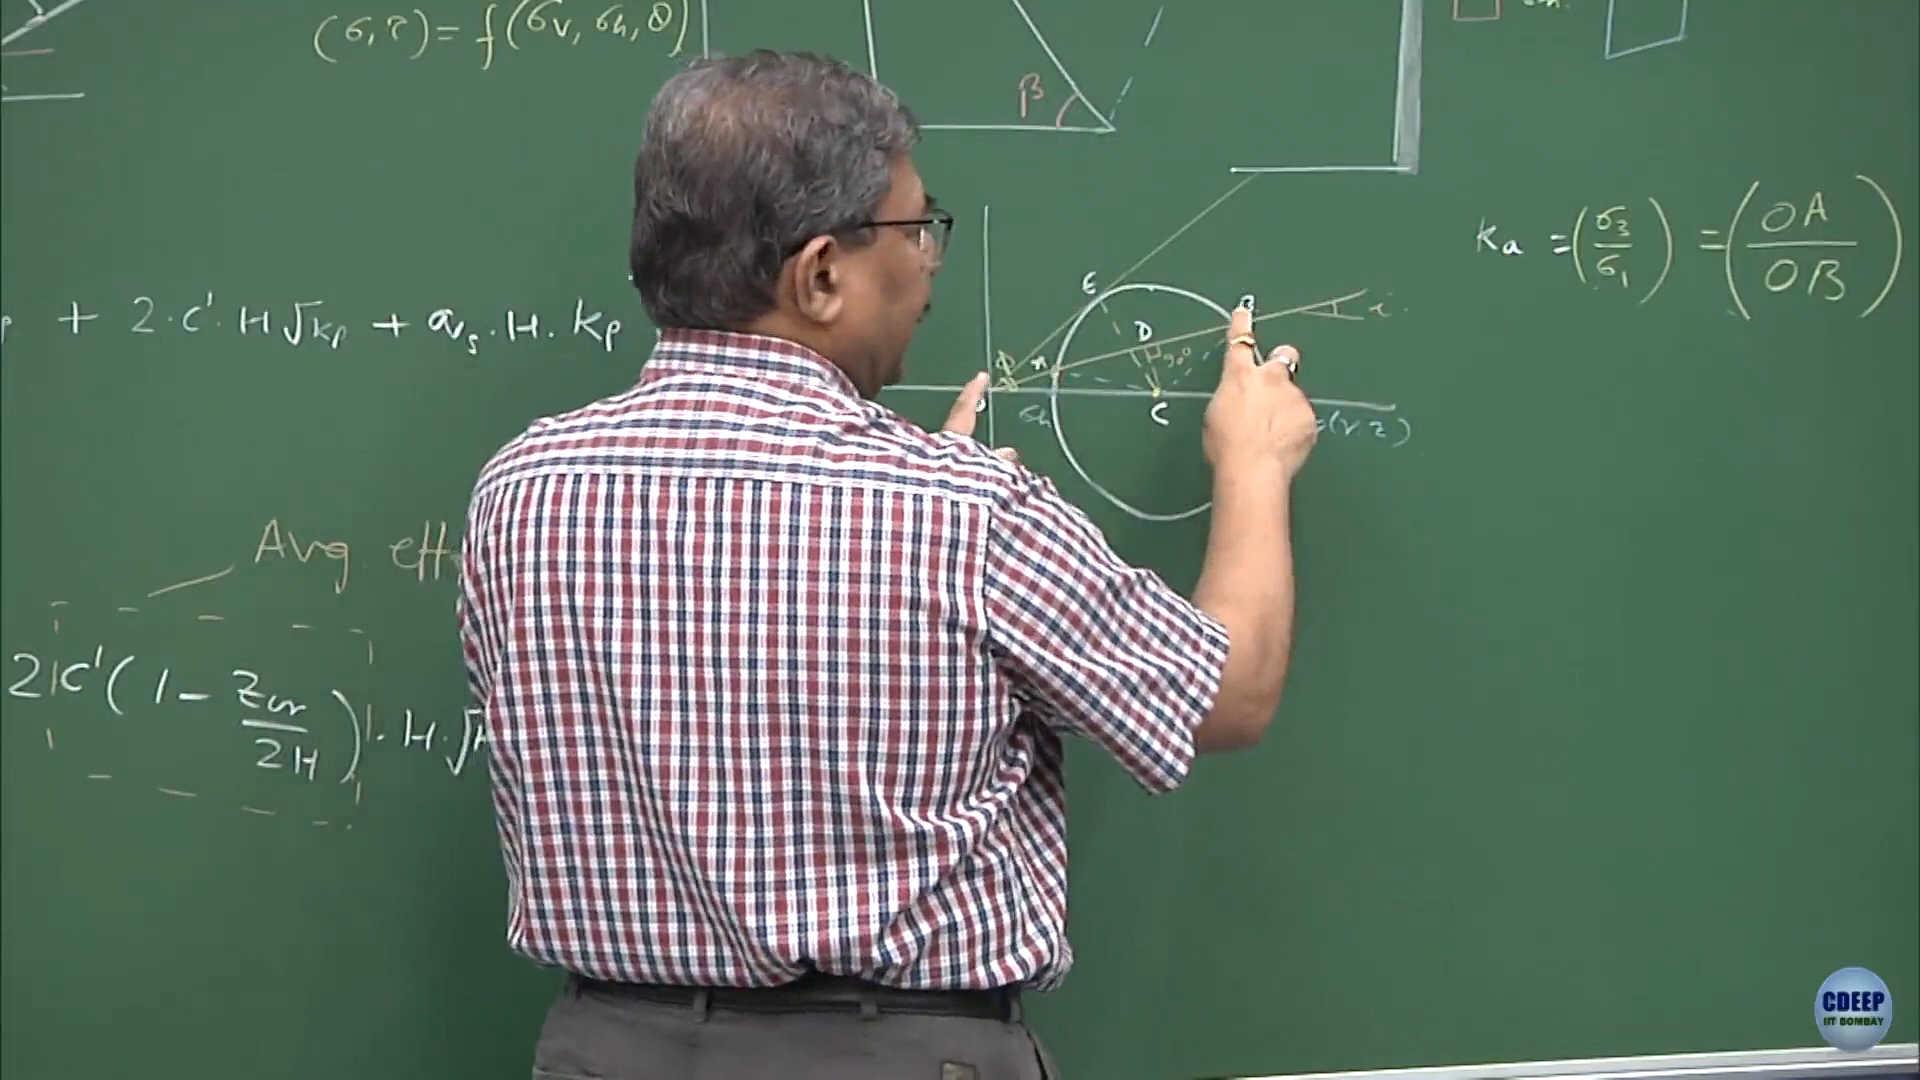 (σ, τ) = f(σv, σh, θ)
β
+ 2·c'·H√kp + qs·H·kp
ka = (σ3/σ1) = (OA/OB)
E
B
i
D
90°
φ
C
σh
(γ.z)
Avg. eff
2c'(1 - Zcr/2H)·H·√
CDEEP
IIT BOMBAY